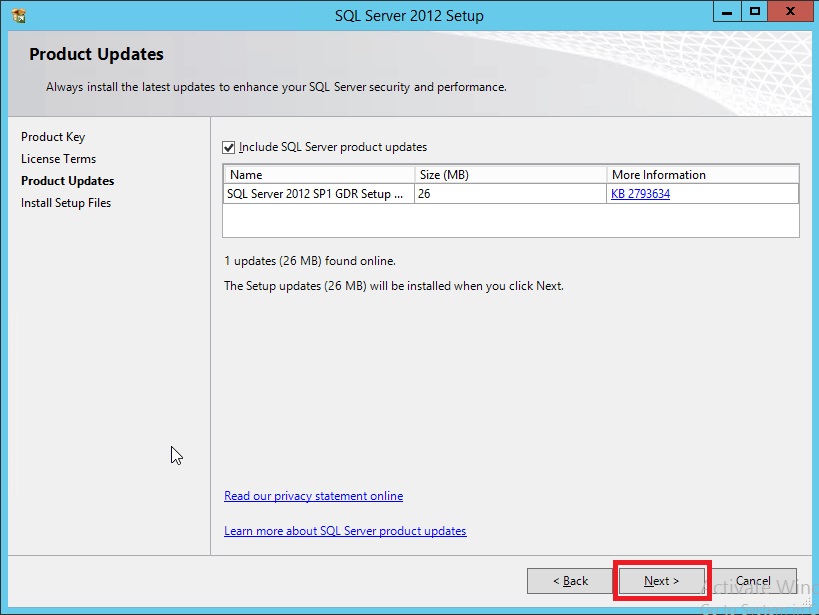 SQL Server 2012 Setup
Product Updates
Always install the latest updates to enhance your SQL Server security and performance.
Product Key
License Terms
Product Updates
Install Setup Files
Include SQL Server product updates
Name Size (MB) More Information
SQL Server 2012 SP1 GDR Setup ... 26 KB 2793634
1 updates (26 MB) found online.
The Setup updates (26 MB) will be installed when you click Next.
Read our privacy statement online
Learn more about SQL Server product updates
< Back Next > Cancel
Activate Win